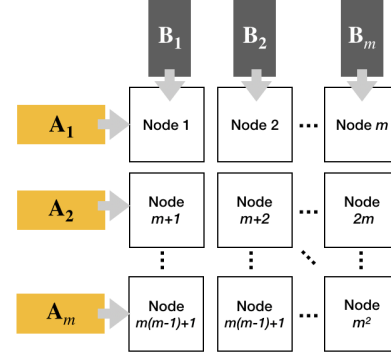 B₁ B₂ Bₘ
A₁ Node 1 Node 2 ... Node m
A₂ Node m+1 Node m+2 ... Node 2m
Aₘ Node m(m-1)+1 Node m(m-1)+1 ... Node m²